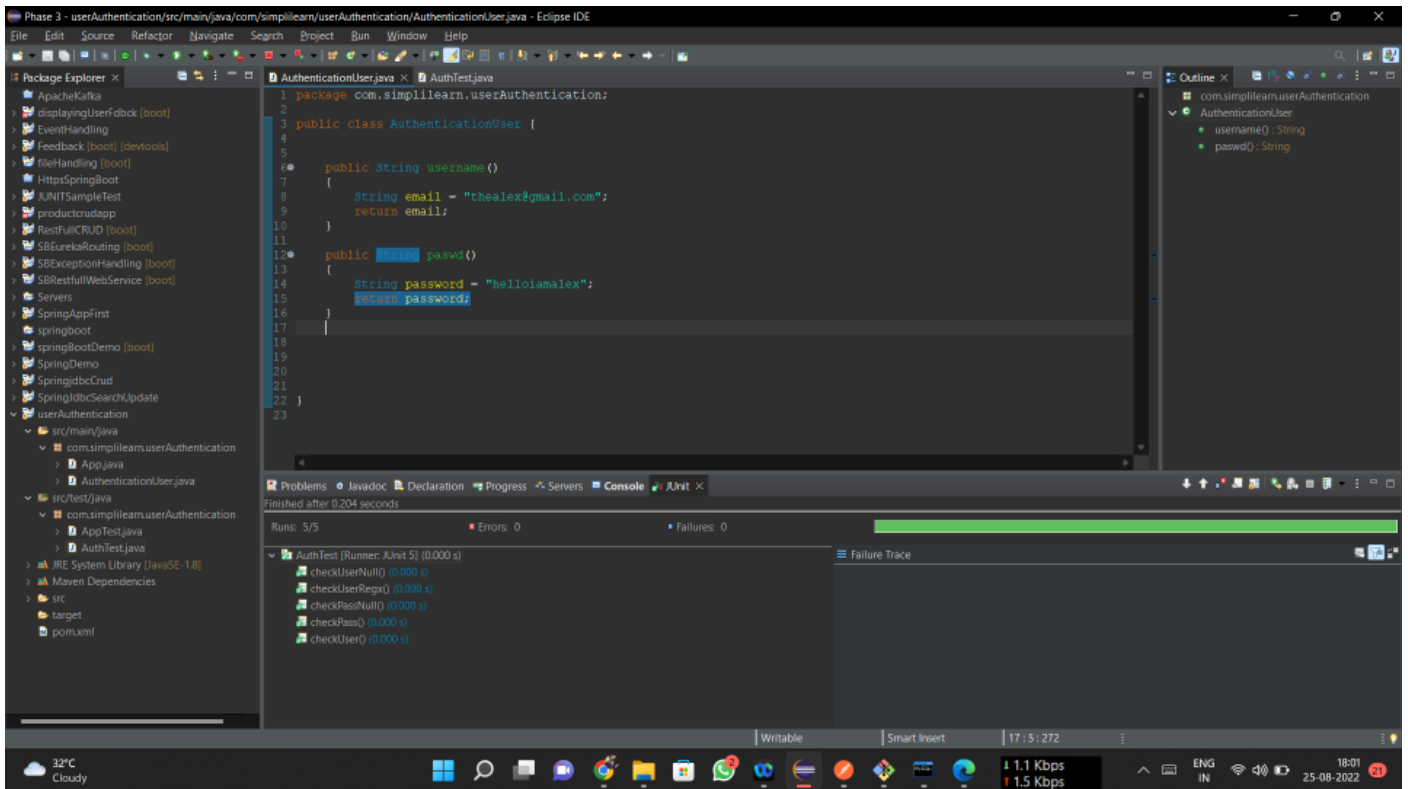 Phase 3 - userAuthentication/src/main/java/com/simplilearn/userAuthentication/AuthenticationUser.java - Eclipse IDE
File Edit Source Refactor Navigate Search Project Run Window Help
Package Explorer
ApacheKafka
displayingUserFdbck [boot]
EventHandling
Feedback [boot] [devtools]
fileHandling [boot]
HttpsSpringBoot
JUNITSampleTest
productcrudapp
RestFullCRUD [boot]
SBEurekaRouting [boot]
SBExceptionHandling [boot]
SBRestfullWebService [boot]
Servers
SpringAppFirst
springboot
springBootDemo [boot]
SpringDemo
SpringjdbcCrud
SpringJdbcSearchUpdate
userAuthentication
src/main/java
com.simplilearn.userAuthentication
App.java
AuthenticationUser.java
src/test/java
com.simplilearn.userAuthentication
AppTest.java
AuthTest.java
JRE System Library [JavaSE-1.8]
Maven Dependencies
src
target
pom.xml
AuthenticationUser.java AuthTest.java
1 package com.simplilearn.userAuthentication;
2
3 public class AuthenticationUser {
4
5
6 public String username()
7 {
8 String email = "thealex@gmail.com";
9 return email;
10 }
11
12 public String paswd()
13 {
14 String password = "helloiamalex";
15 return password;
16 }
17
18
19
20
21
22 }
23
Outline
com.simplilearn.userAuthentication
AuthenticationUser
username() : String
paswd() : String
Problems Javadoc Declaration Progress Servers Console JUnit
Finished after 0.204 seconds
Runs: 5/5 Errors: 0 Failures: 0
AuthTest [Runner: JUnit 5] (0.000 s)
checkUserNull() (0.000 s)
checkUserRegx() (0.000 s)
checkPassNull() (0.000 s)
checkPass() (0.000 s)
checkUser() (0.000 s)
Failure Trace
Writable Smart Insert 17 : 5 : 272
32°C
Cloudy
2
1.1 Kbps
1.5 Kbps
ENG
IN
18:01
25-08-2022
21